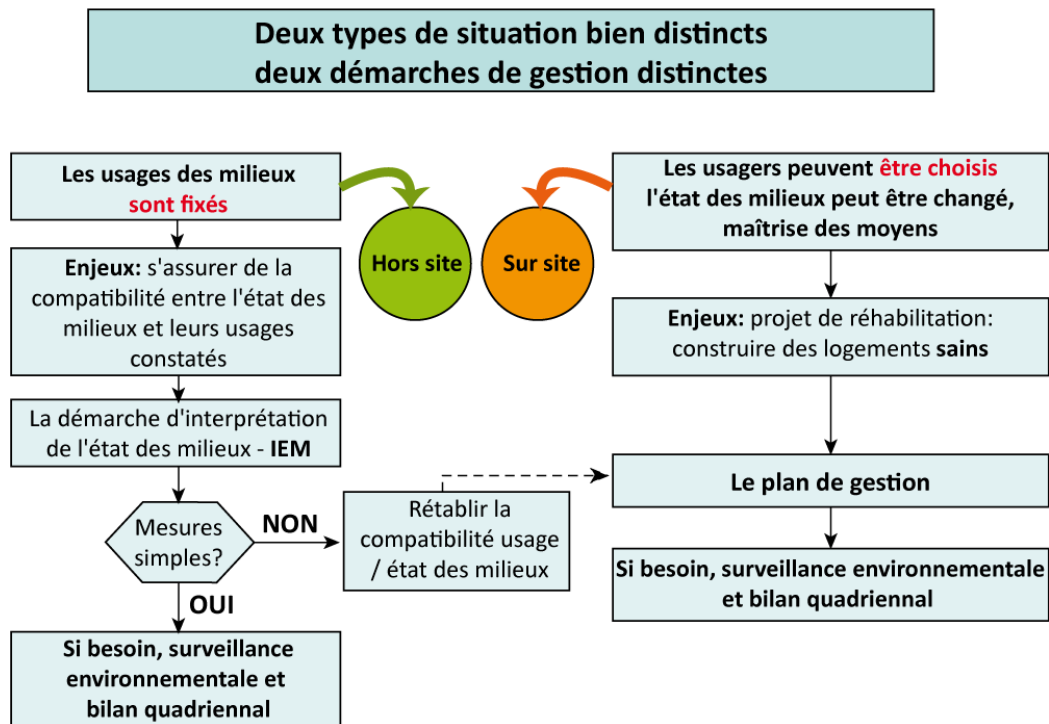 Deux types de situation bien distincts
deux démarches de gestion distinctes
Les usages des milieux
sont fixés
Hors site
Sur site
Les usagers peuvent être choisis
l'état des milieux peut être changé,
maîtrise des moyens
Enjeux: s'assurer de la
compatibilité entre l'état des
milieux et leurs usages
constatés
Enjeux: projet de réhabilitation:
construire des logements sains
La démarche d'interprétation
de l'état des milieux - IEM
Mesures
simples?
NON
Rétablir la
compatibilité usage
/ état des milieux
Le plan de gestion
OUI
Si besoin, surveillance
environnementale et
bilan quadriennal
Si besoin, surveillance environnementale
et bilan quadriennal